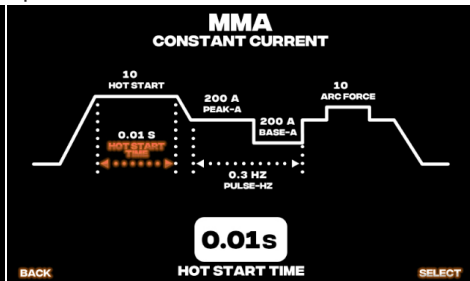 MMA
CONSTANT CURRENT
10
HOT START
200 A
PEAK-A
10
ARC FORCE
200 A
BASE-A
0.01 S
HOT START
TIME
0.3 HZ
PULSE-HZ
0.01s
HOT START TIME
BACK
SELECT